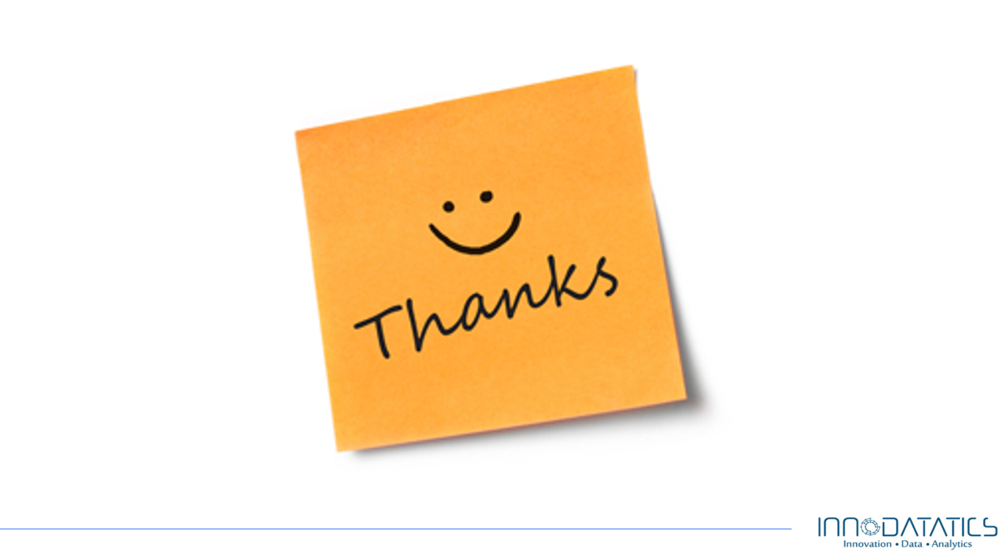 Thanks
INNODATATICS
Innovation • Data • Analytics